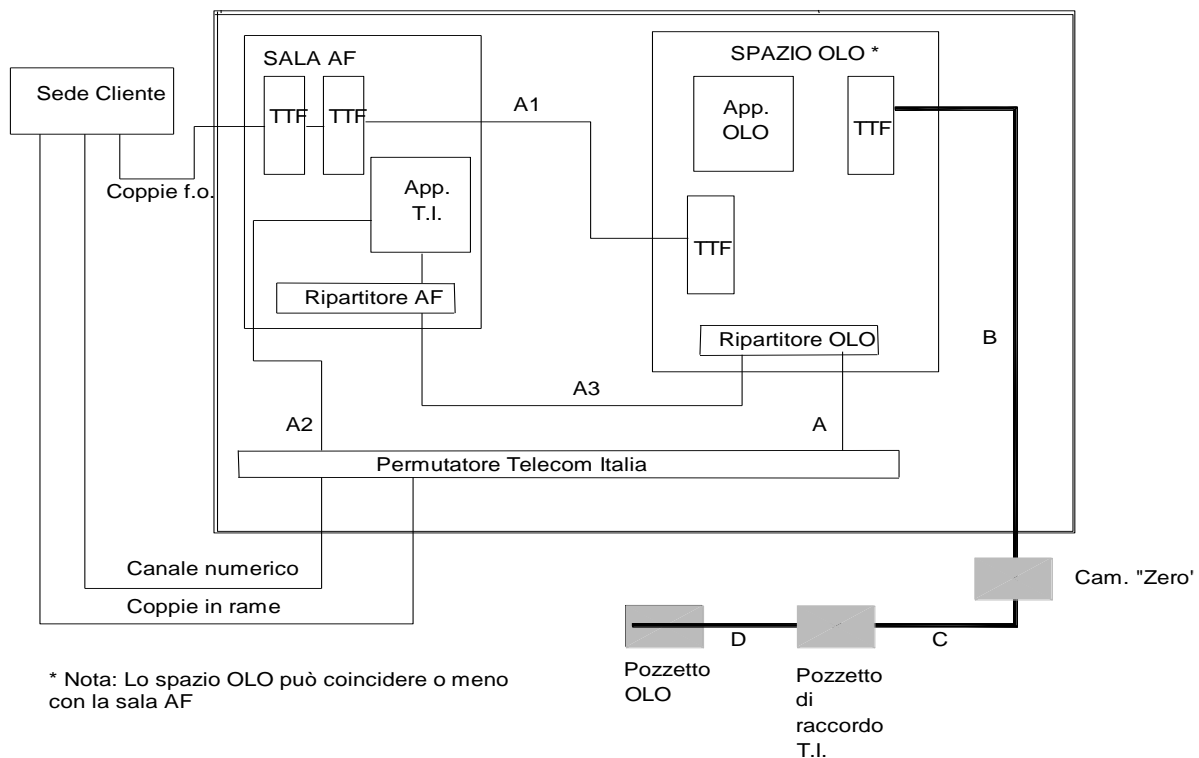 SALA AF
SPAZIO OLO *
Sede Cliente
TTF
TTF
A1
App.
OLO
TTF
Coppie f.o.
App.
T.I.
TTF
Ripartitore AF
Ripartitore OLO
B
A3
A2
A
Permutatore Telecom Italia
Canale numerico
Coppie in rame
Cam. "Zero'
D
C
Pozzetto
OLO
Pozzetto
di
raccordo
T.I.
* Nota: Lo spazio OLO può coincidere o meno
con la sala AF